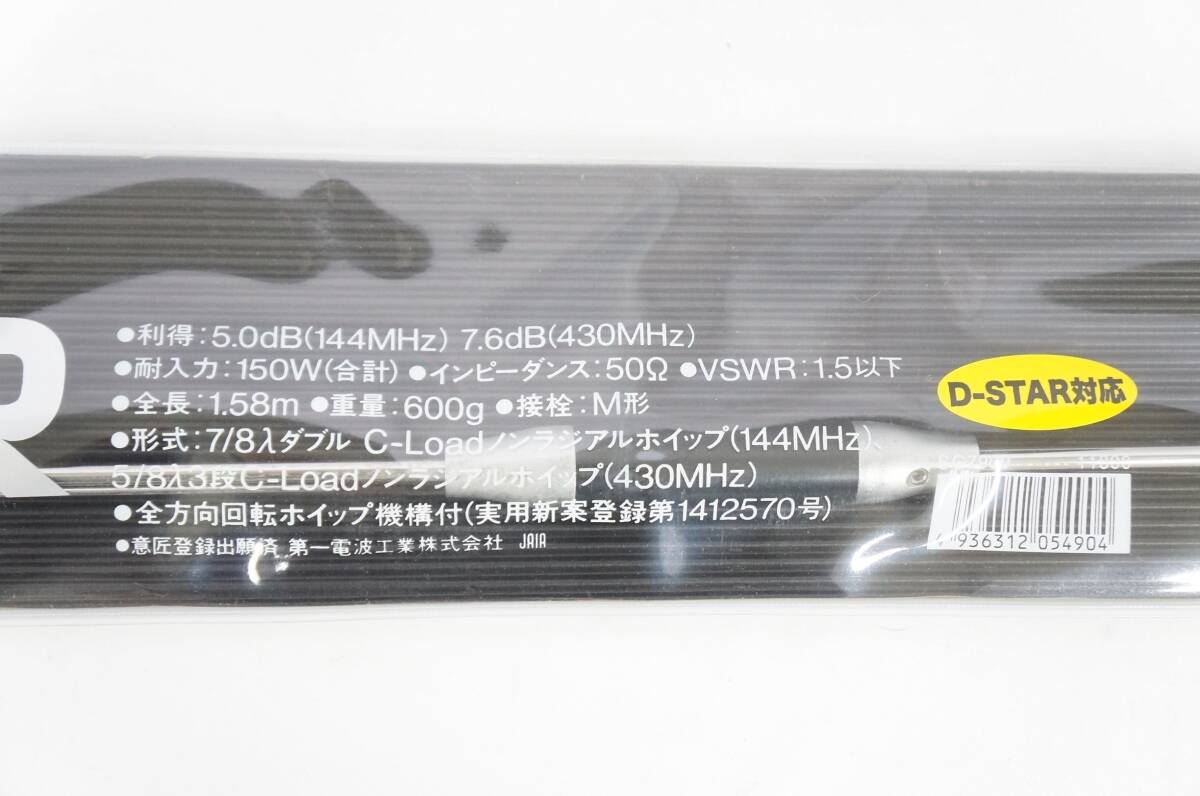 R
●利得:5.0dB(144MHz) 7.6dB(430MHz)
●耐入力:150W(合計) ●インピーダンス:50Ω ●VSWR:1.5以下
●全長:1.58m ●重量:600g ●接栓:M形
●形式:7/8λダブル C-Loadノンラジアルホイップ(144MHz)、
5/8λ3段C-Loadノンラジアルホイップ(430MHz)
●全方向回転ホイップ機構付(実用新案登録第1412570号)
●意匠登録出願済 第一電波工業株式会社 JAIA
D-STAR対応
4 936312 054904